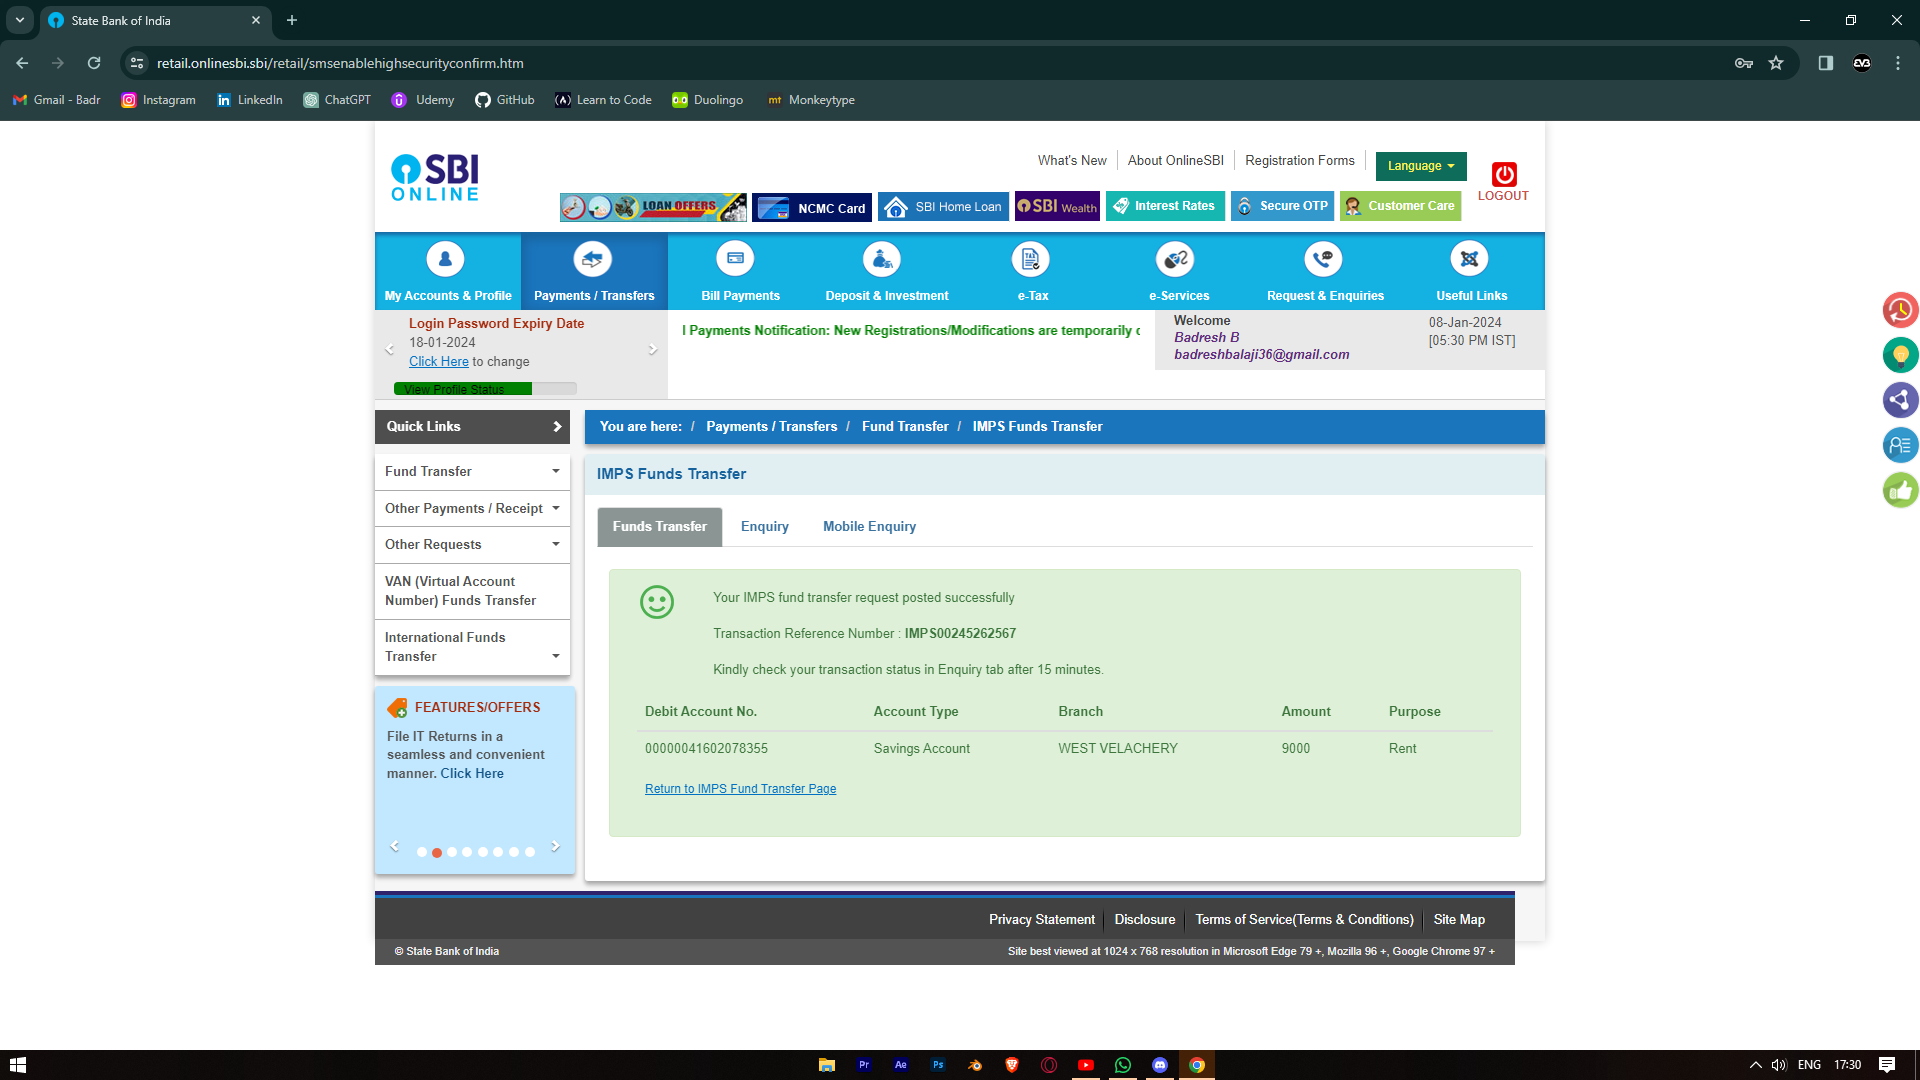 State Bank of India
retail.onlinesbi.sbi/retail/smsenablehighsecurityconfirm.htm
EV3
Gmail - Badr
Instagram
LinkedIn
ChatGPT
Udemy
GitHub
Learn to Code
Duolingo
mt Monkeytype
SBI
ONLINE
What's New
About OnlineSBI
Registration Forms
Language
LOGOUT
LOAN OFFERS
NCMC Card
SBI Home Loan
SBI Wealth
Interest Rates
Secure OTP
Customer Care
My Accounts & Profile
Payments / Transfers
Bill Payments
Deposit & Investment
TAX
e-Tax
e-Services
Request & Enquiries
Useful Links
Login Password Expiry Date
18-01-2024
Click Here to change
View Profile Status
l Payments Notification: New Registrations/Modifications are temporarily
Welcome
Badresh B
badreshbalaji36@gmail.com
08-Jan-2024
[05:30 PM IST]
Quick Links
You are here: / Payments / Transfers / Fund Transfer / IMPS Funds Transfer
Fund Transfer
Other Payments / Receipt
Other Requests
VAN (Virtual Account
Number) Funds Transfer
International Funds
Transfer
IMPS Funds Transfer
Funds Transfer
Enquiry
Mobile Enquiry
Your IMPS fund transfer request posted successfully
Transaction Reference Number : IMPS00245262567
Kindly check your transaction status in Enquiry tab after 15 minutes.
Debit Account No. Account Type Branch Amount Purpose
00000041602078355 Savings Account WEST VELACHERY 9000 Rent
Return to IMPS Fund Transfer Page
FEATURES/OFFERS
File IT Returns in a
seamless and convenient
manner. Click Here
Privacy Statement
Disclosure
Terms of Service(Terms & Conditions)
Site Map
© State Bank of India
Site best viewed at 1024 x 768 resolution in Microsoft Edge 79 +, Mozilla 96 +, Google Chrome 97 +
Pr
Ae
Ps
ENG
17:30